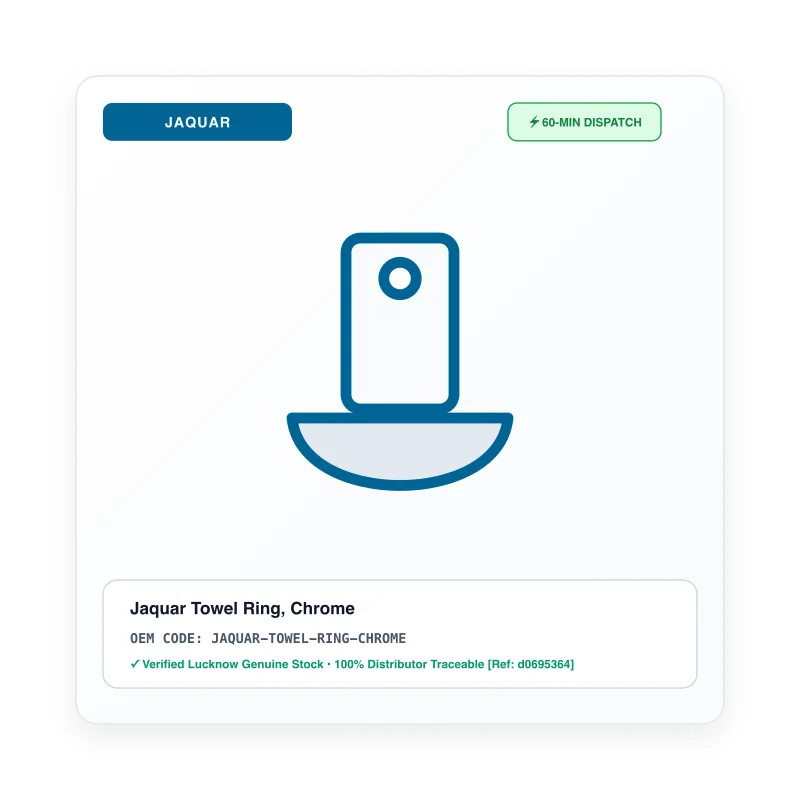 JAQUAR
⚡ 60-MIN DISPATCH
Jaquar Towel Ring, Chrome
OEM CODE: JAQUAR-TOWEL-RING-CHROME
✓ Verified Lucknow Genuine Stock • 100% Distributor Traceable [Ref: d0695364]